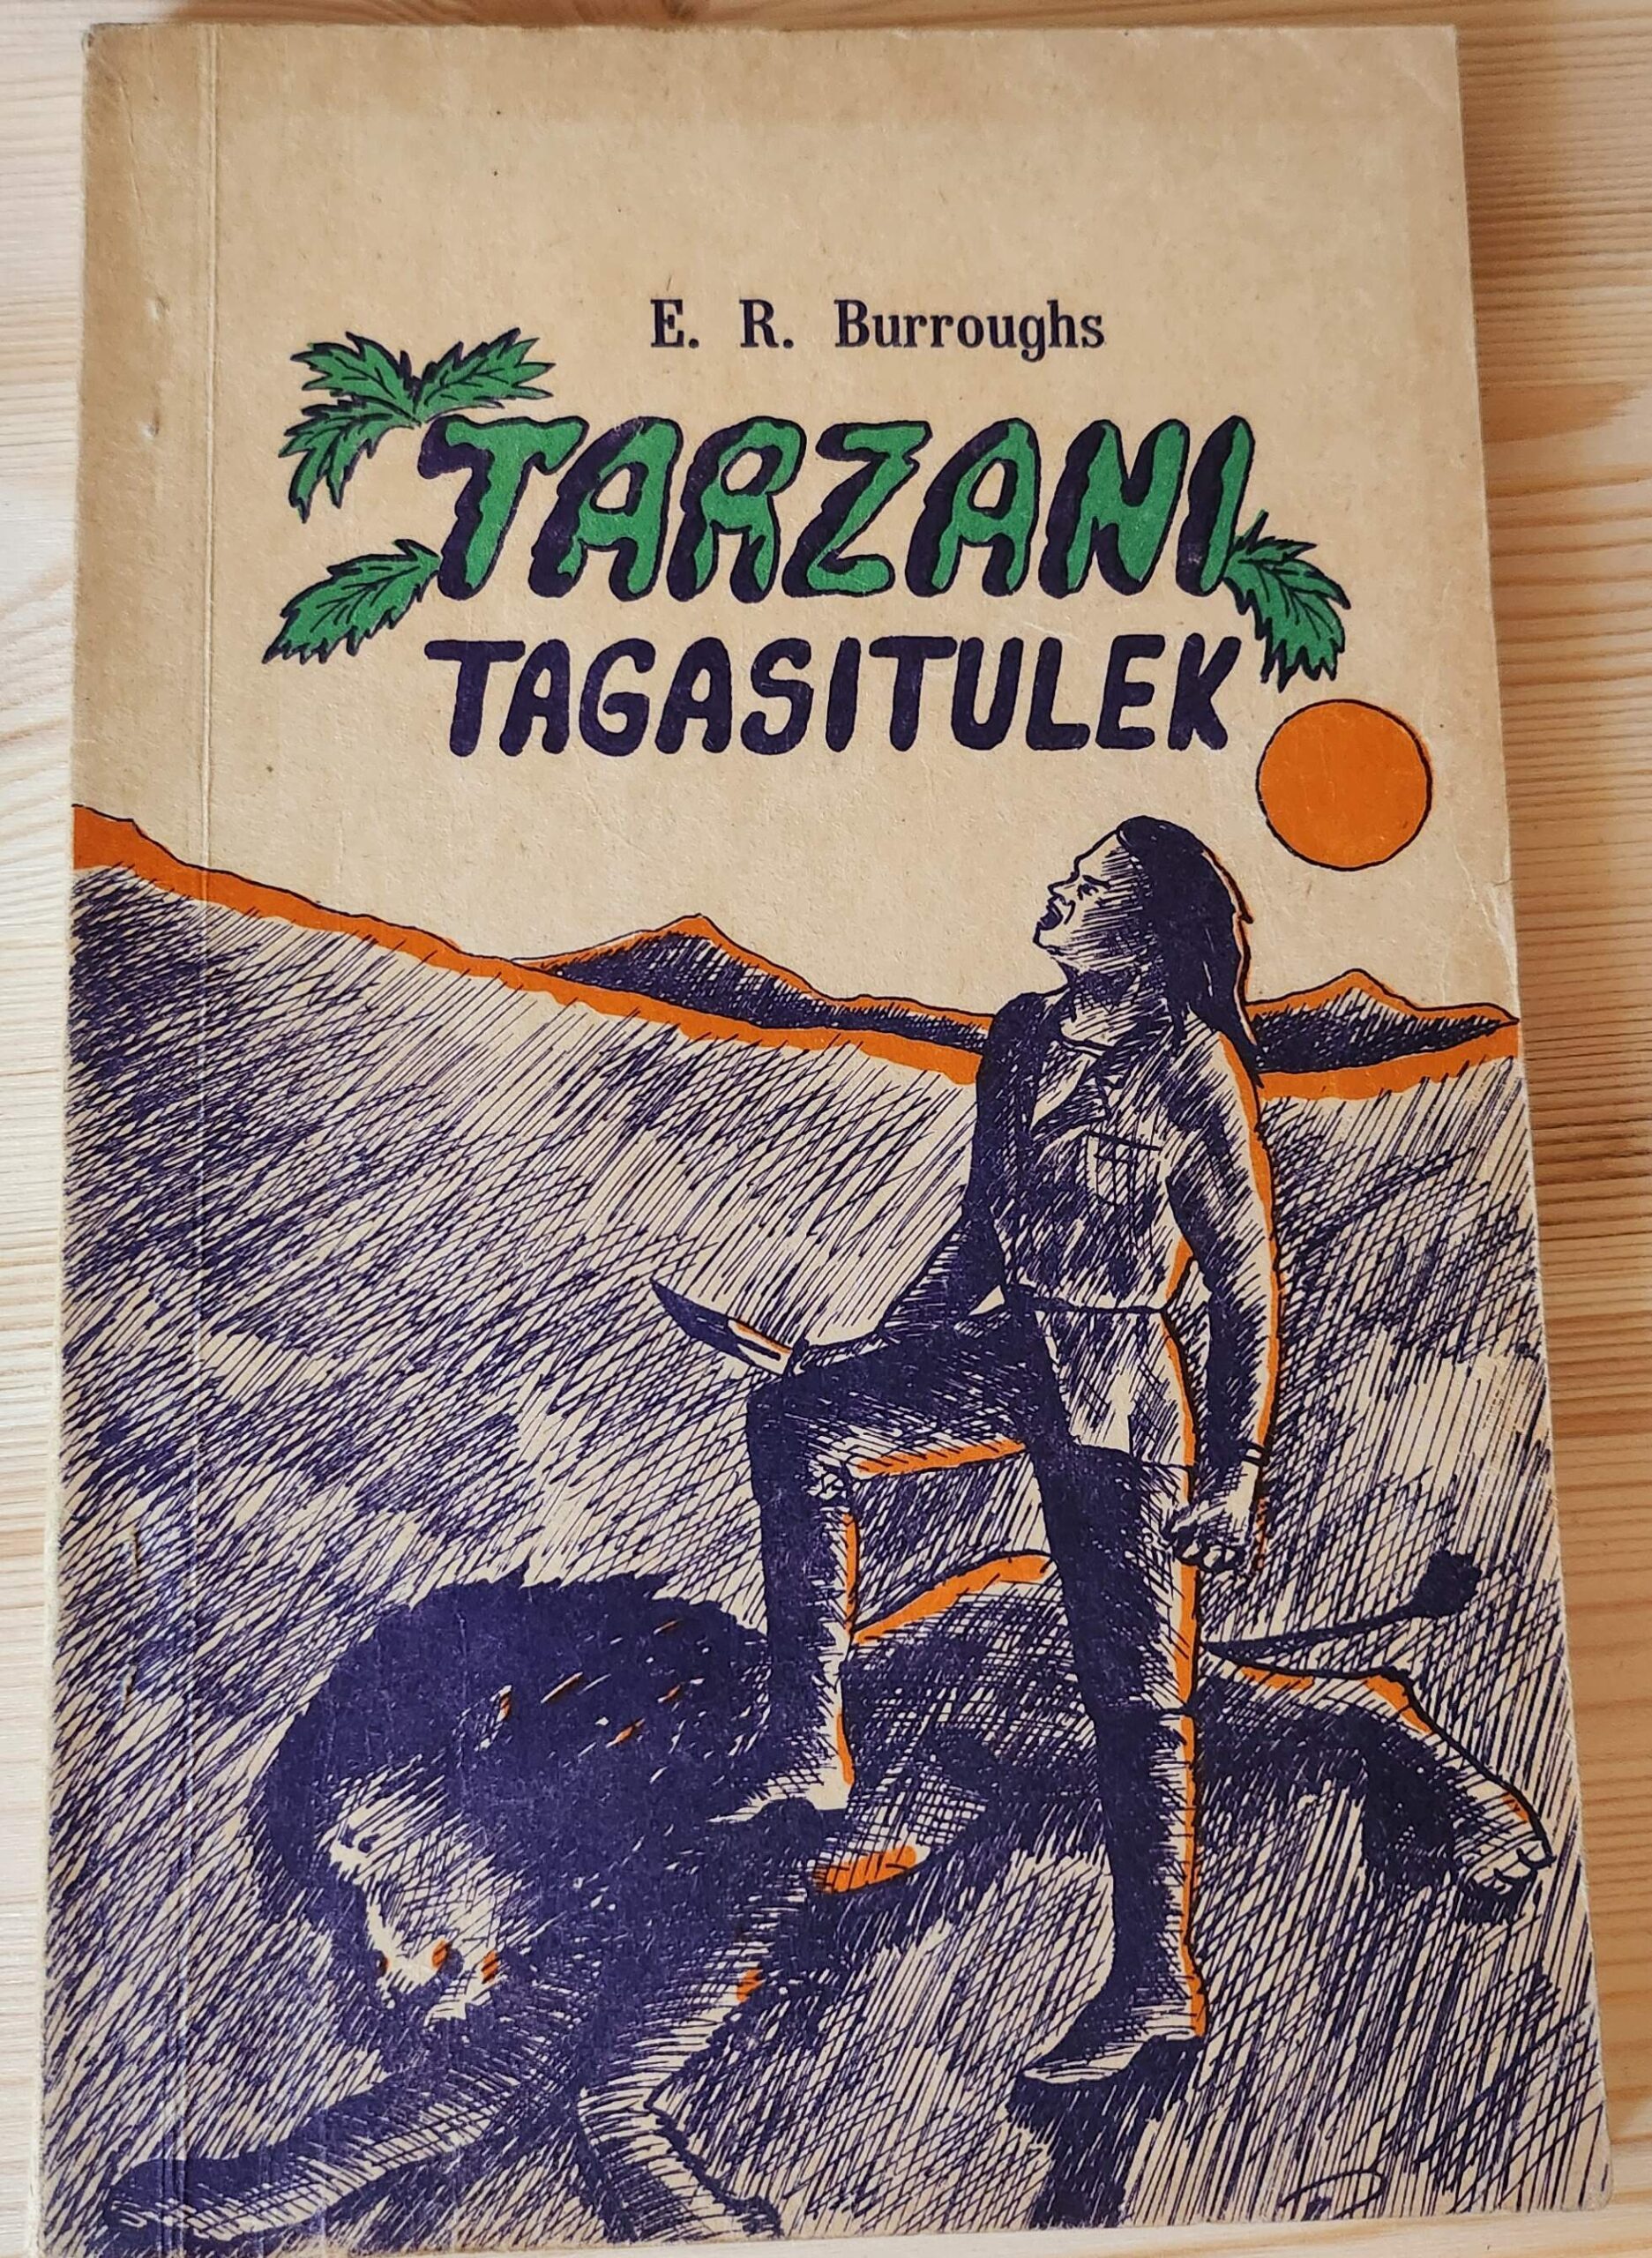 E. R. Burroughs
TARZANI
TAGASITULEK